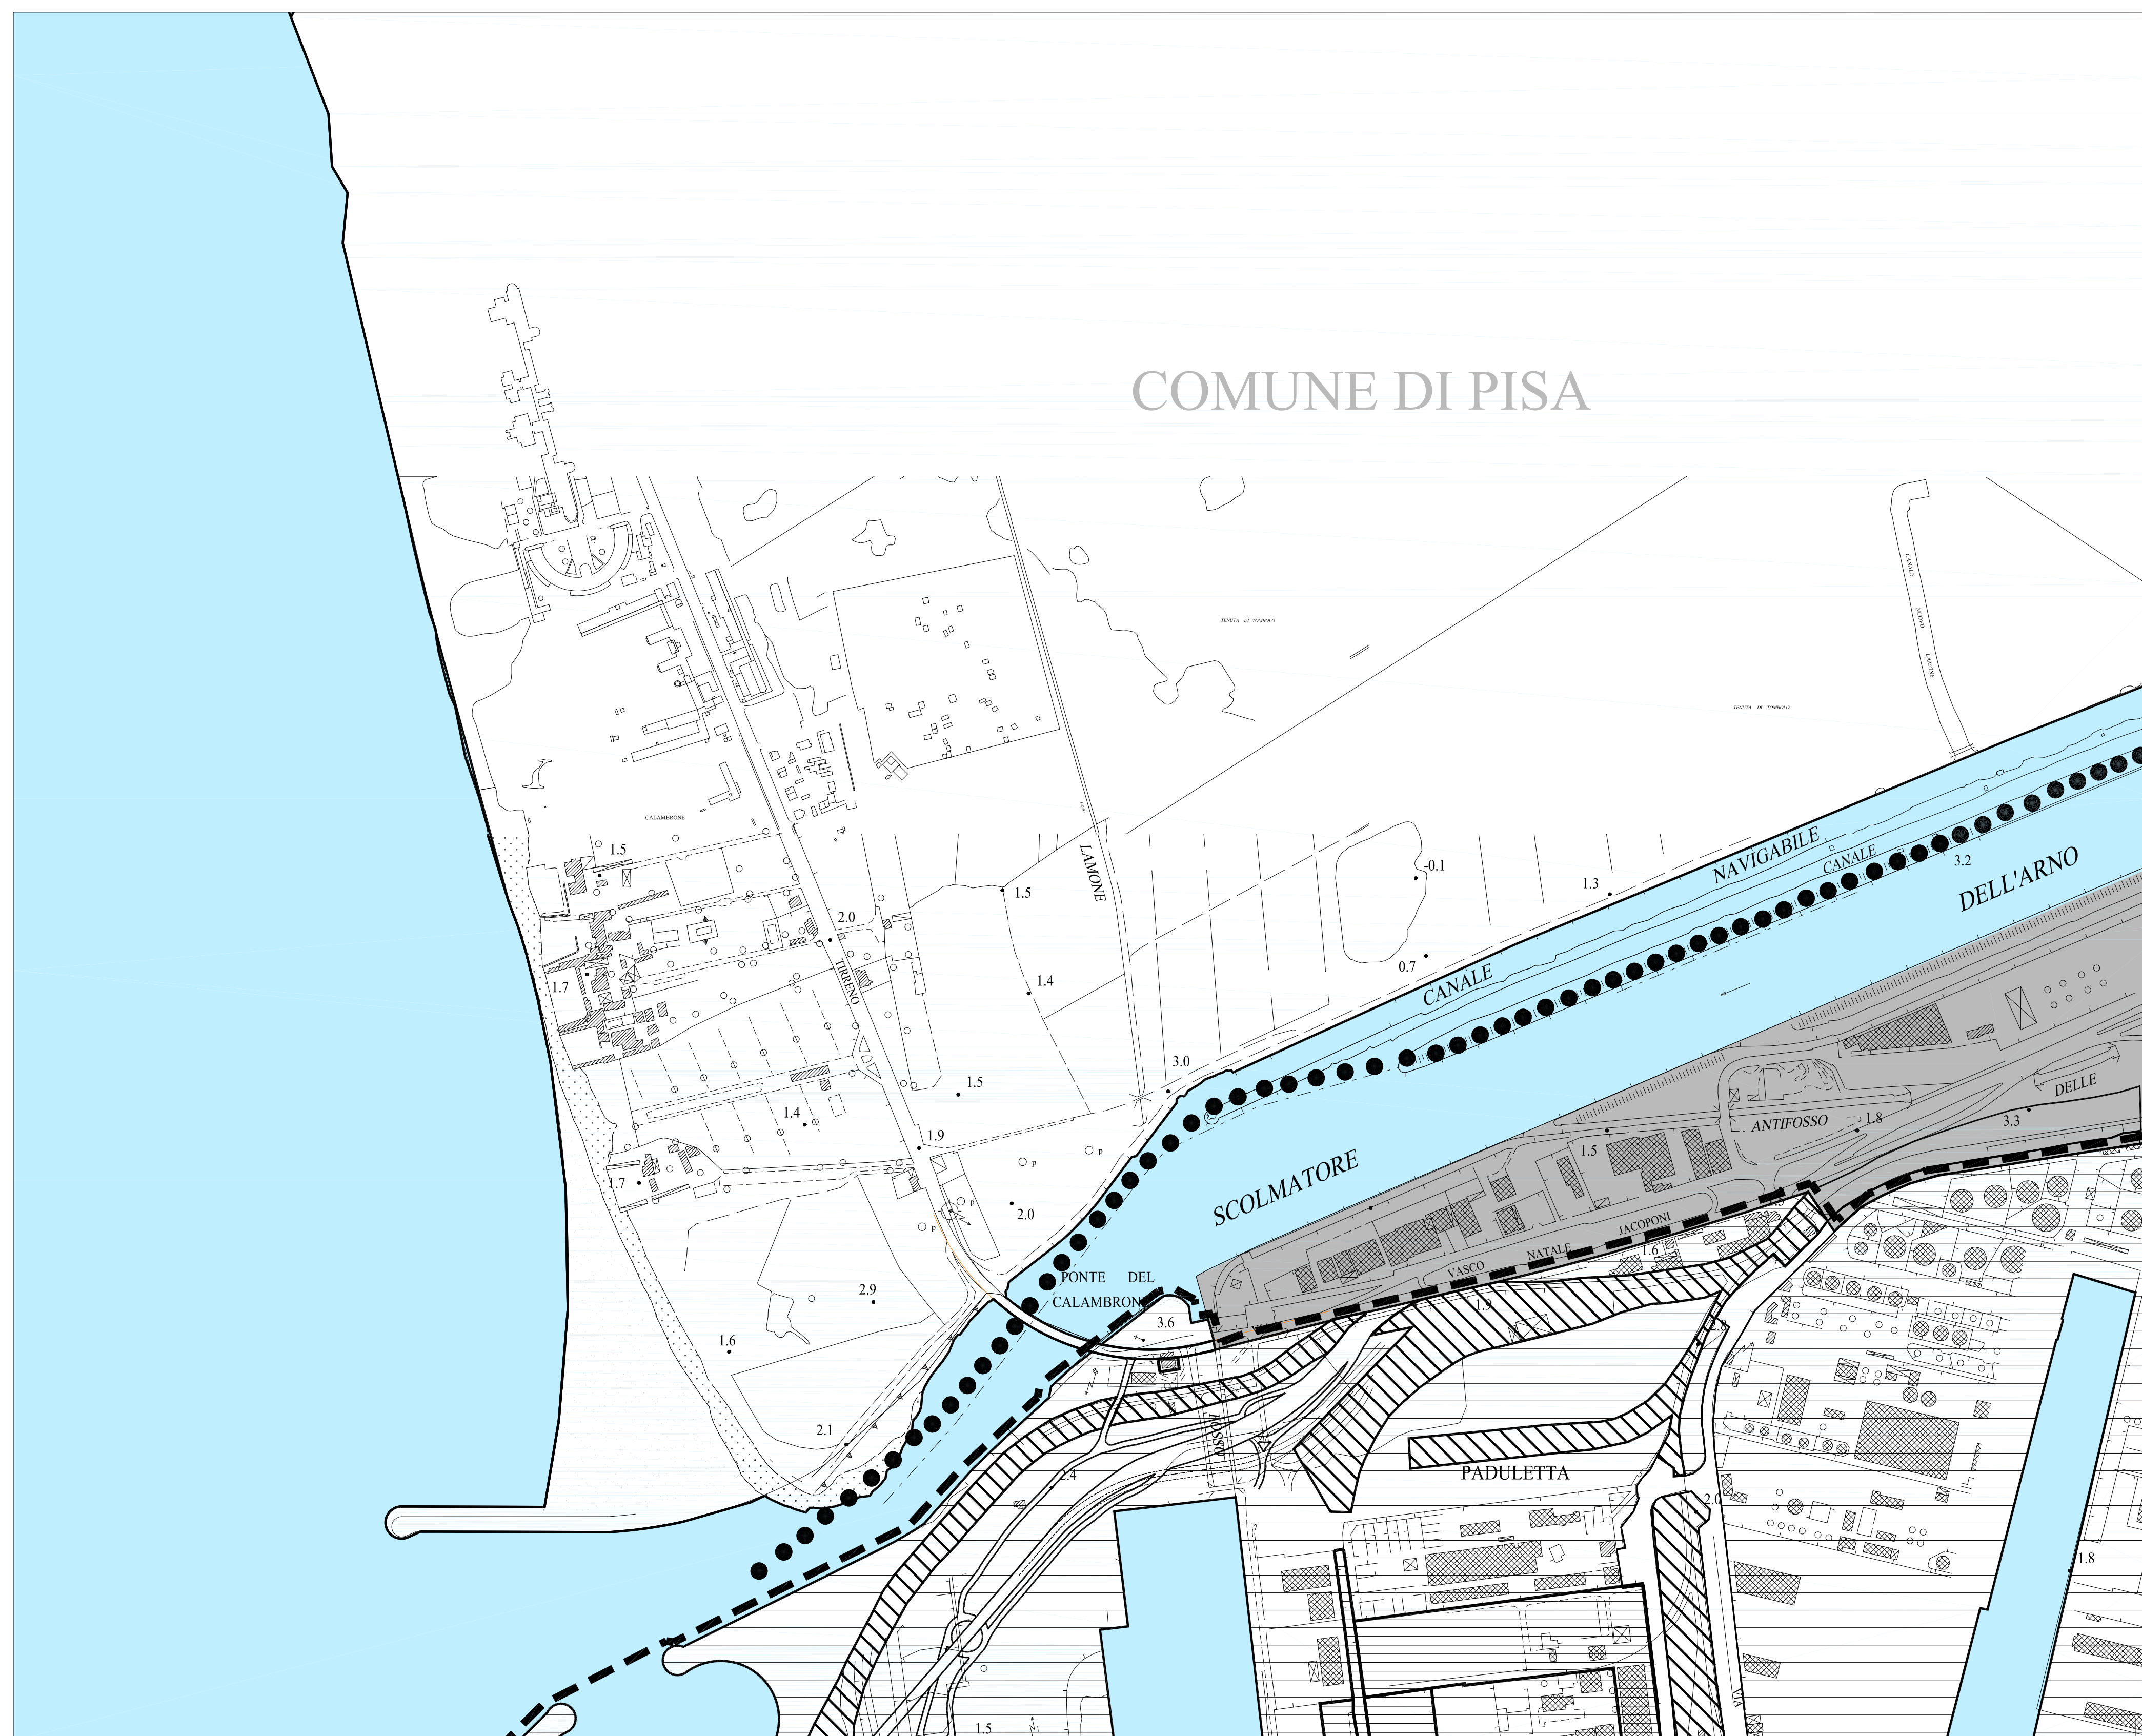 COMUNE DI PISA
CANALE
NUOVO
LAMONE
TENUTA DI TOMBOLO
TENUTA DI TOMBOLO
CALAMBRONE
NAVIGABILE
CANALE
3.2
DELL'ARNO
1.5
LAMONE
1.5
-0.1
1.3
2.0
TIRRENO
1.7
1.4
0.7
CANALE
3.0
1.5
1.4
1.9
DELLE
ANTIFOSSO
1.8
3.3
1.5
p
p
1.7
p
2.0
p
SCOLMATORE
JACOPONI
NATALE
VASCO
1.6
PONTE DEL
CALAMBRONE
2.9
3.6
1.9
1.6
2.1
FOSSO
2.4
PADULETTA
2.0
1.8
VIA
1.5